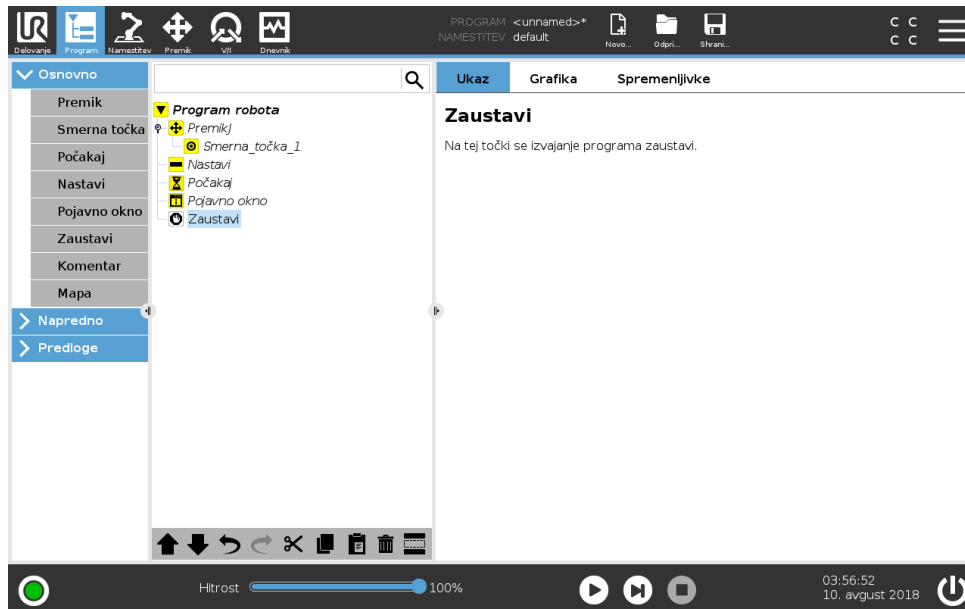 PROGRAM <unnamed>*
NAMESTITEV default
Delovanje
Program
Namestitev
Premik
V/I
Dnevnik
Novo...
Odpri...
Shrani...
C C
C C
Osnovno
Premik
Smerna točka
Počakaj
Nastavi
Pojavno okno
Zaustavi
Komentar
Mapa
Napredno
Predloge
Program robota
PremikJ
Smerna_točka_1
Nastavi
Počakaj
Pojavno okno
Zaustavi
Ukaz
Grafika
Spremenljivke
Zaustavi
Na tej točki se izvajanje programa zaustavi.
Hitrost
100%
03:56:52
10. avgust 2018